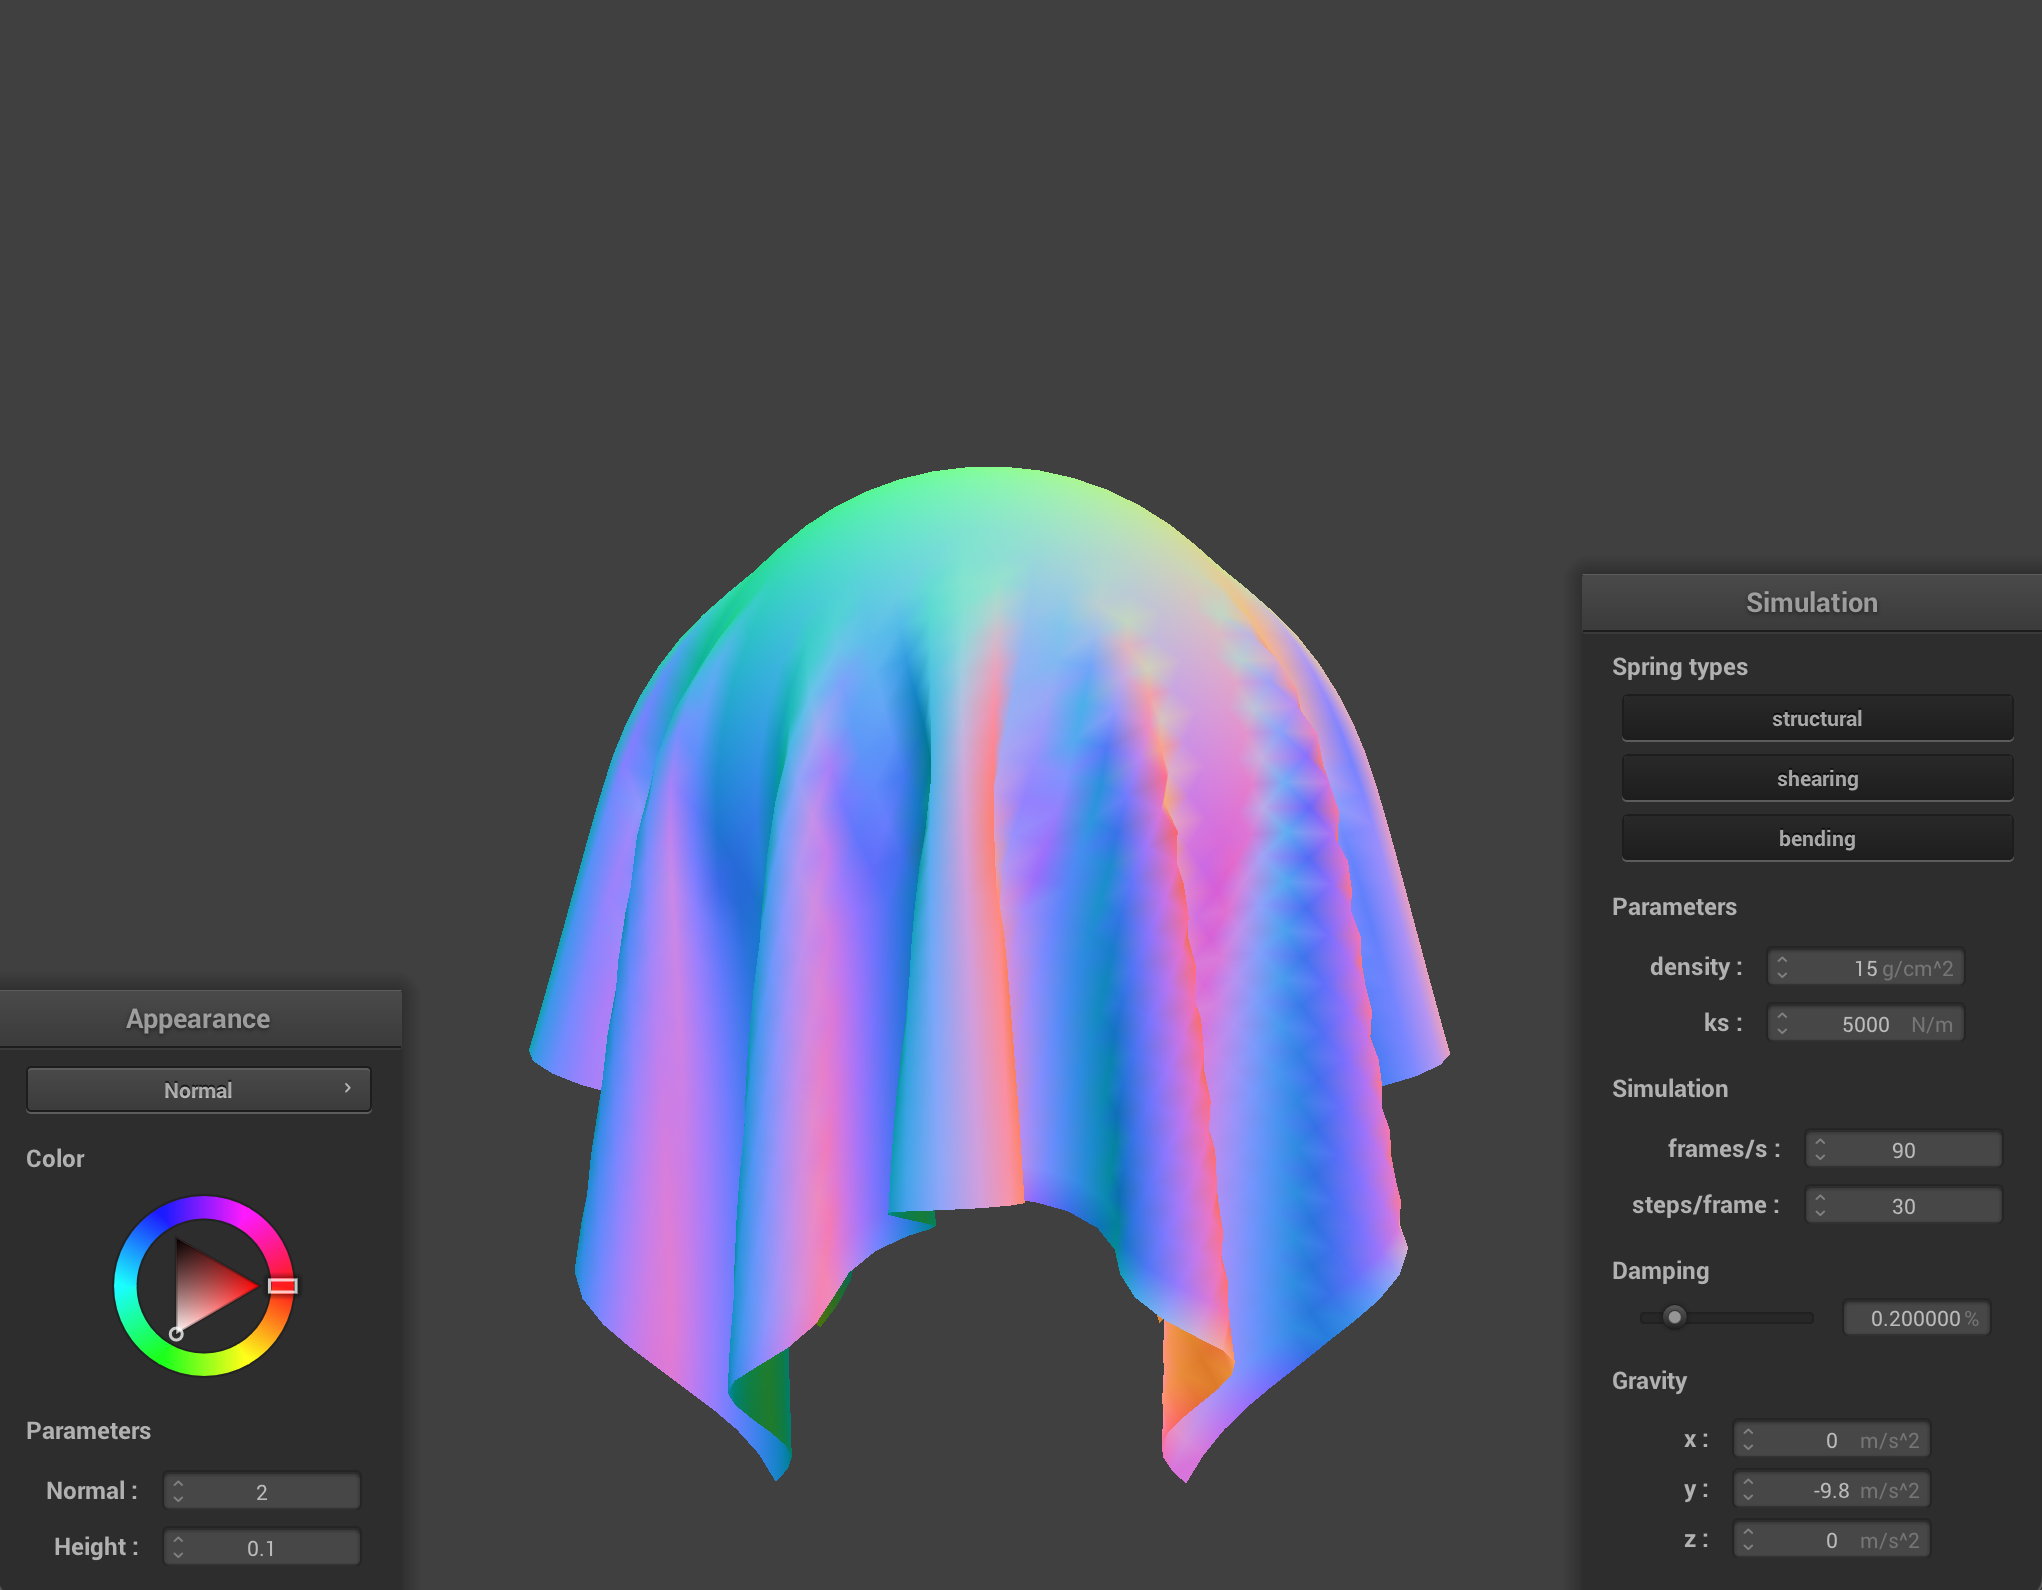 Appearance
Normal
Color
Parameters
Normal : 2
Height : 0.1
Simulation
Spring types
structural
shearing
bending
Parameters
density : 15 g/cm^2
ks : 5000 N/m
Simulation
frames/s : 90
steps/frame : 30
Damping
0.200000 %
Gravity
x : 0 m/s^2
y : -9.8 m/s^2
z : 0 m/s^2